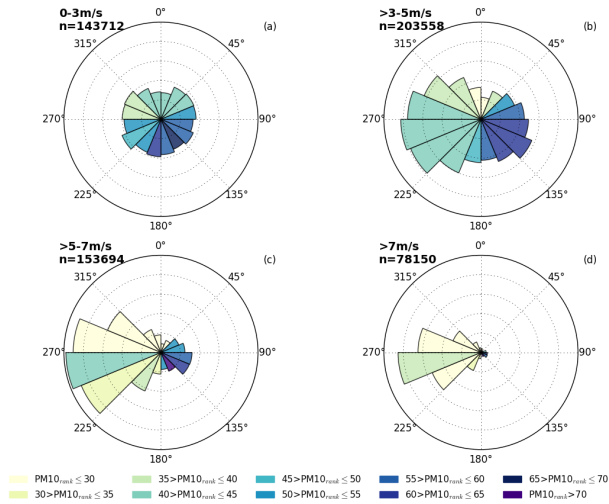 0-3m/s
n=143712
0°
(a)
315°
45°
270°
90°
225°
135°
180°
>3-5m/s
n=203558
0°
(b)
315°
45°
270°
90°
225°
135°
180°
>5-7m/s
n=153694
0°
(c)
315°
45°
270°
90°
225°
135°
180°
>7m/s
n=78150
0°
(d)
315°
45°
270°
90°
225°
135°
180°
PM10rank≤30
35>PM10rank≤40
45>PM10rank≤50
55>PM10rank≤60
65>PM10rank≤70
30>PM10rank≤35
40>PM10rank≤45
50>PM10rank≤55
60>PM10rank≤65
PM10rank>70